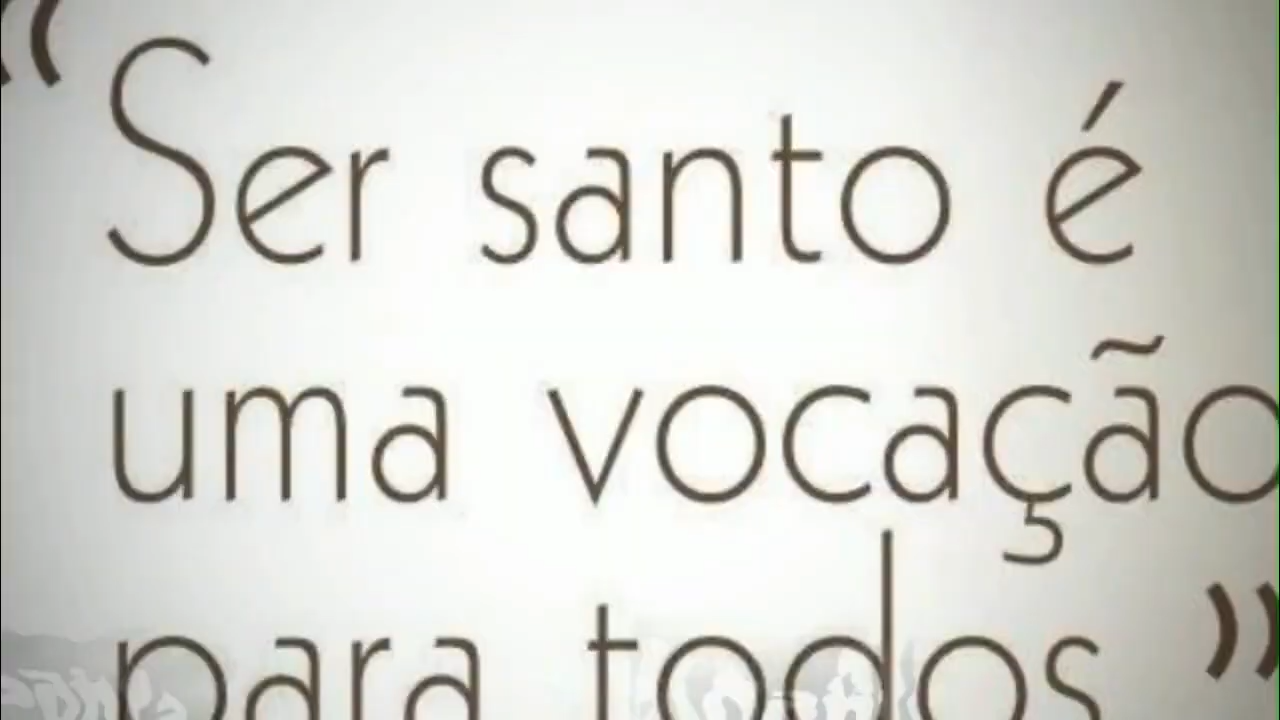 “Ser santo é
uma vocação
para todos”